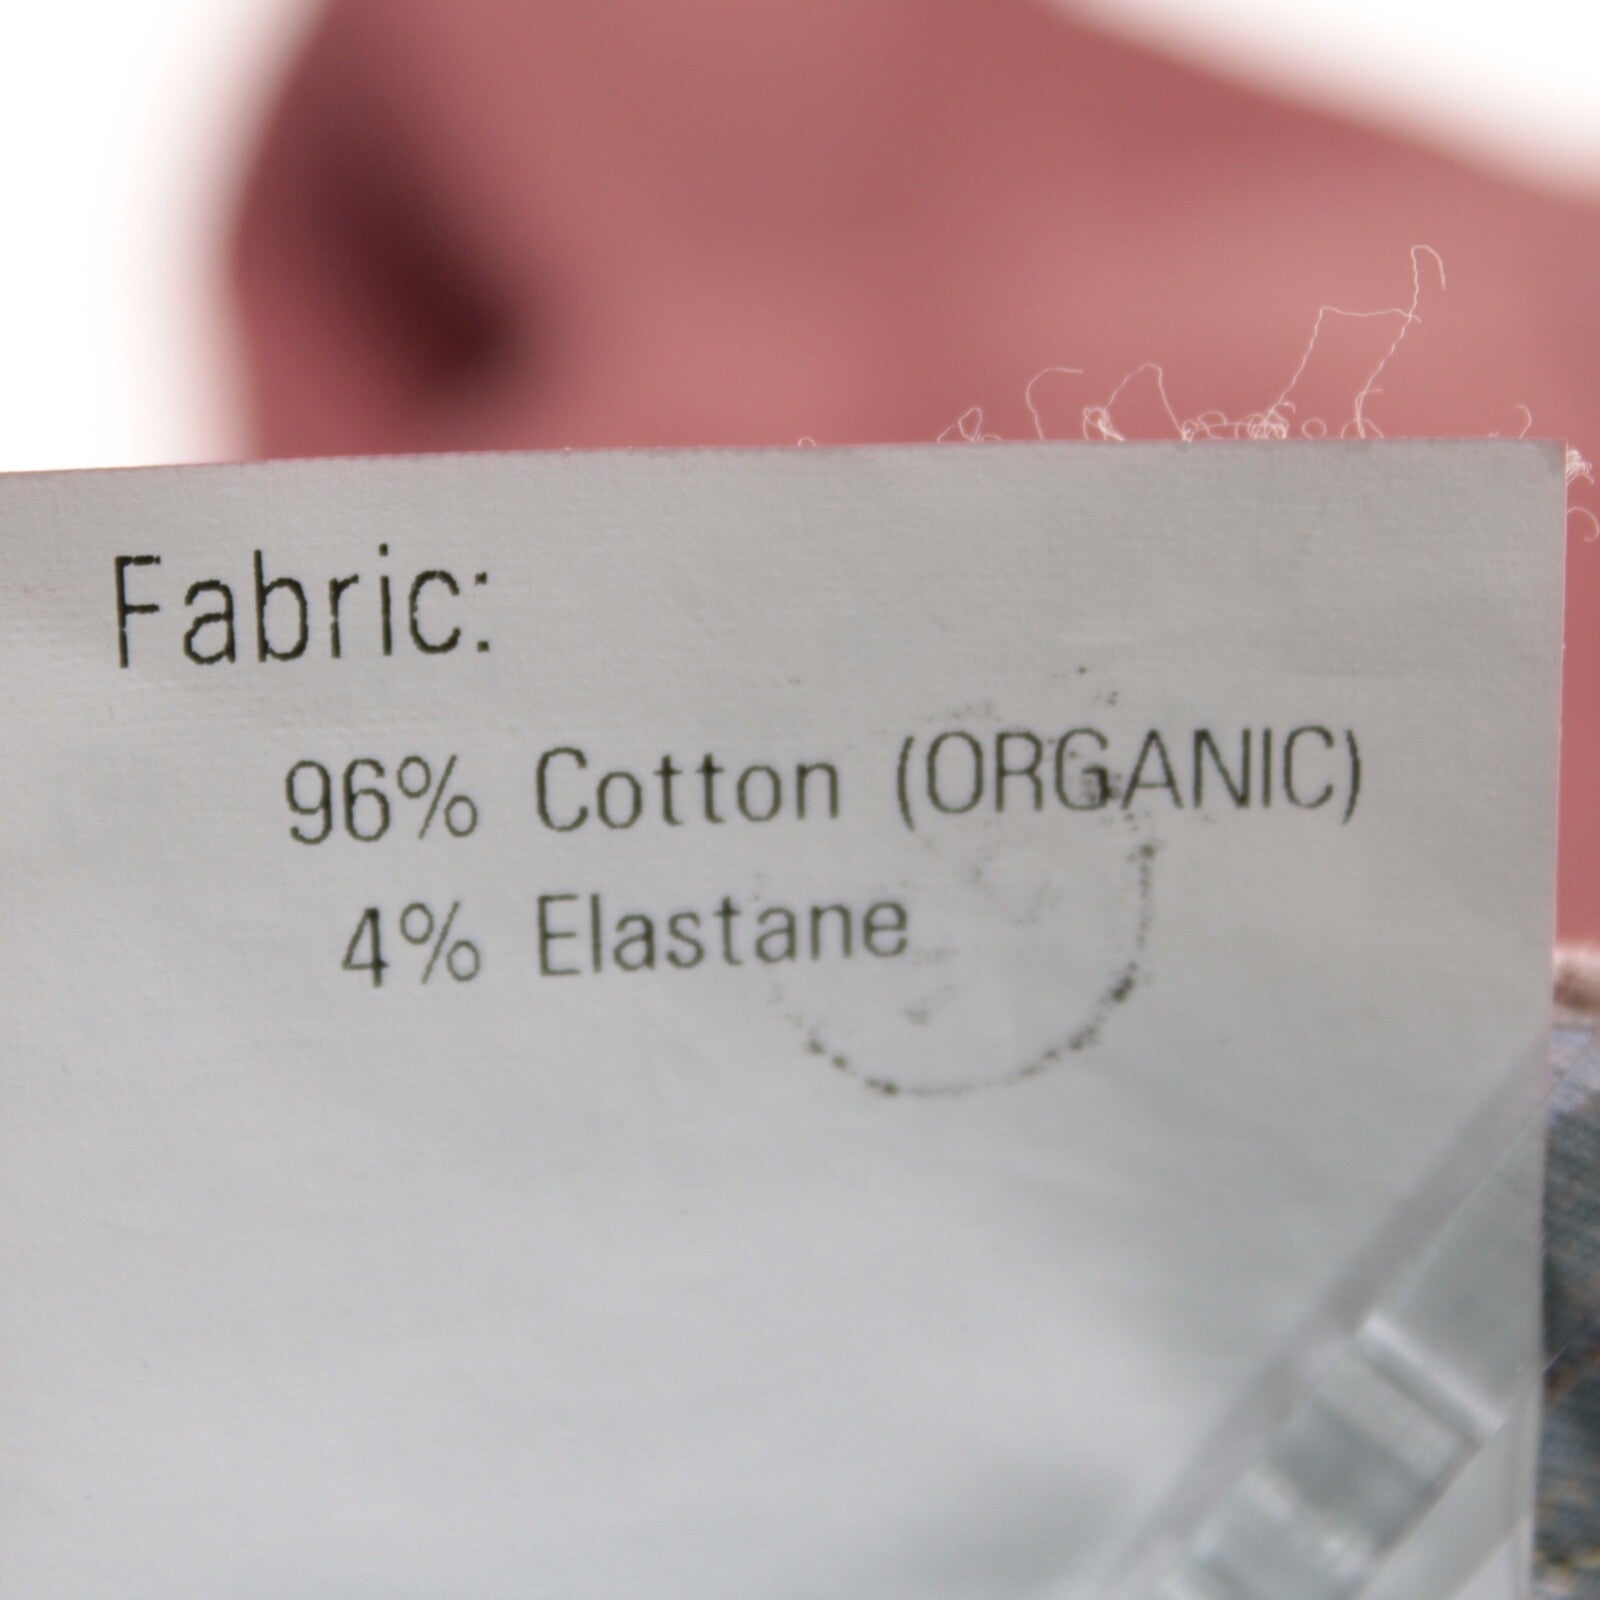 Fabric:
96% Cotton (ORGANIC)
4% Elastane